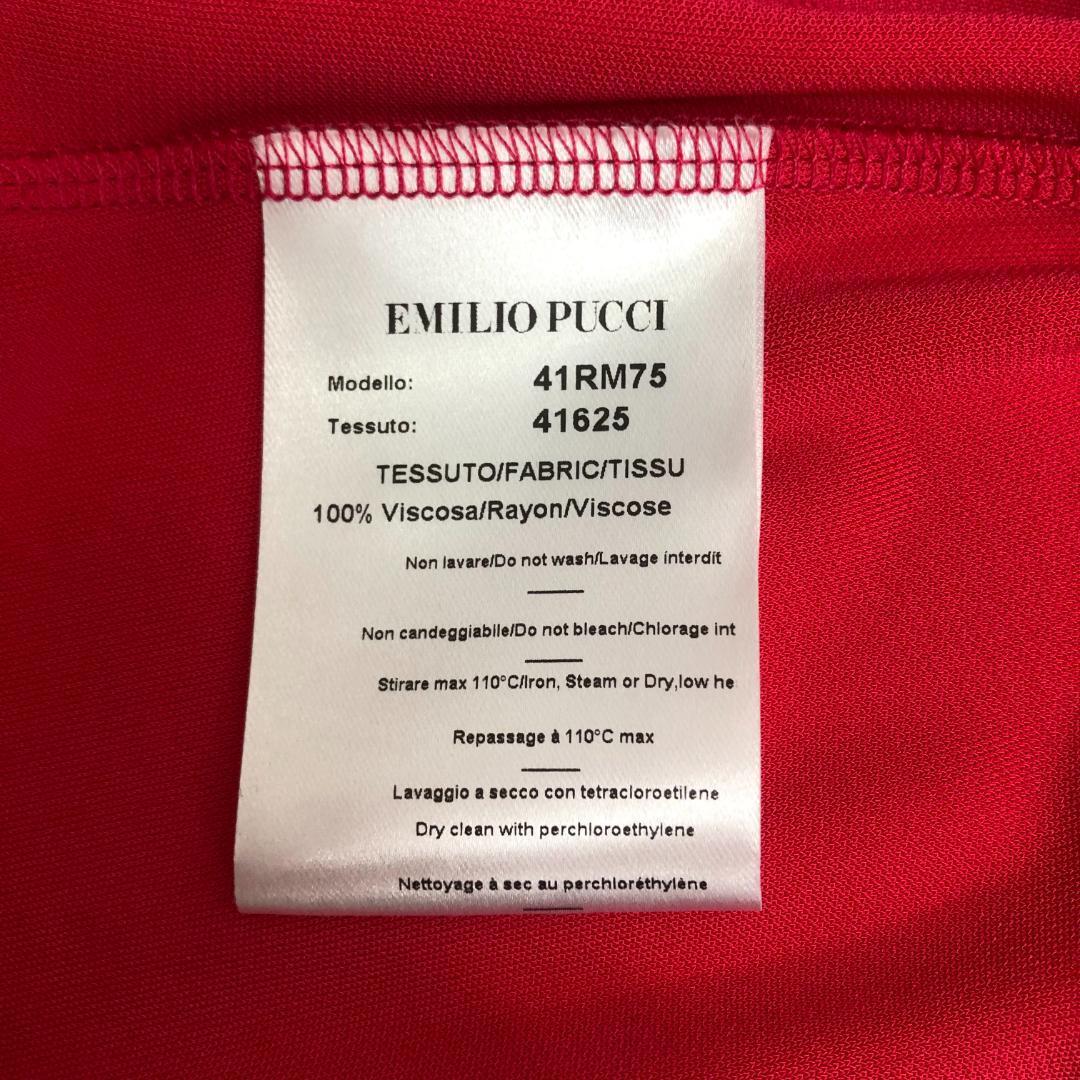 EMILIO PUCCI
Modello: 41RM75
Tessuto: 41625
TESSUTO/FABRIC/TISSU
100% Viscosa/Rayon/Viscose
Non lavare/Do not wash/Lavage interdit
Non candeggiabile/Do not bleach/Chlorage int
Stirare max 110°C/Iron, Steam or Dry,low he
Repassage à 110°C max
Lavaggio a secco con tetracloroetilene
Dry clean with perchloroethylene
Nettoyage à sec au perchloréthylène